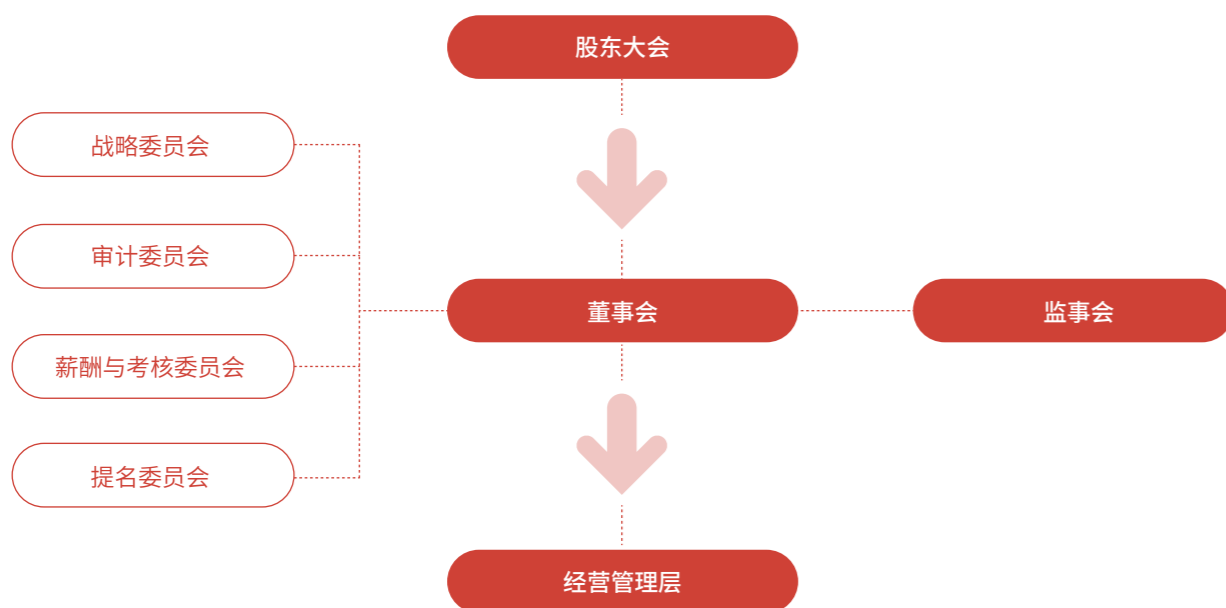 股东大会
战略委员会
审计委员会
董事会
监事会
薪酬与考核委员会
提名委员会
经营管理层